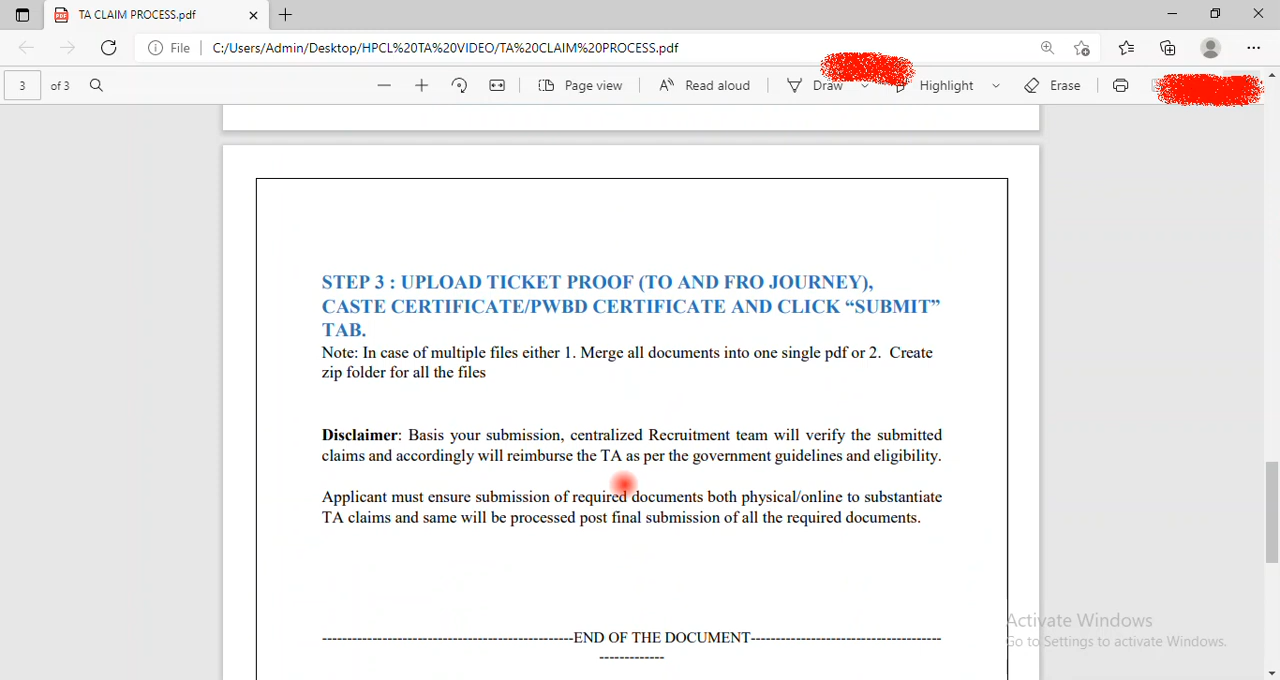 TA CLAIM PROCESS.pdf
File C:/Users/Admin/Desktop/HPCL%20TA%20VIDEO/TA%20CLAIM%20PROCESS.pdf
3 of 3 Page view Read aloud Draw Highlight Erase
STEP 3 : UPLOAD TICKET PROOF (TO AND FRO JOURNEY),
CASTE CERTIFICATE/PWBD CERTIFICATE AND CLICK “SUBMIT”
TAB.
Note: In case of multiple files either 1. Merge all documents into one single pdf or 2. Create
zip folder for all the files
Disclaimer: Basis your submission, centralized Recruitment team will verify the submitted
claims and accordingly will reimburse the TA as per the government guidelines and eligibility.
Applicant must ensure submission of required documents both physical/online to substantiate
TA claims and same will be processed post final submission of all the required documents.
--------------------------------------------------END OF THE DOCUMENT--------------------------------------
-------------
Activate Windows
Go to Settings to activate Windows.